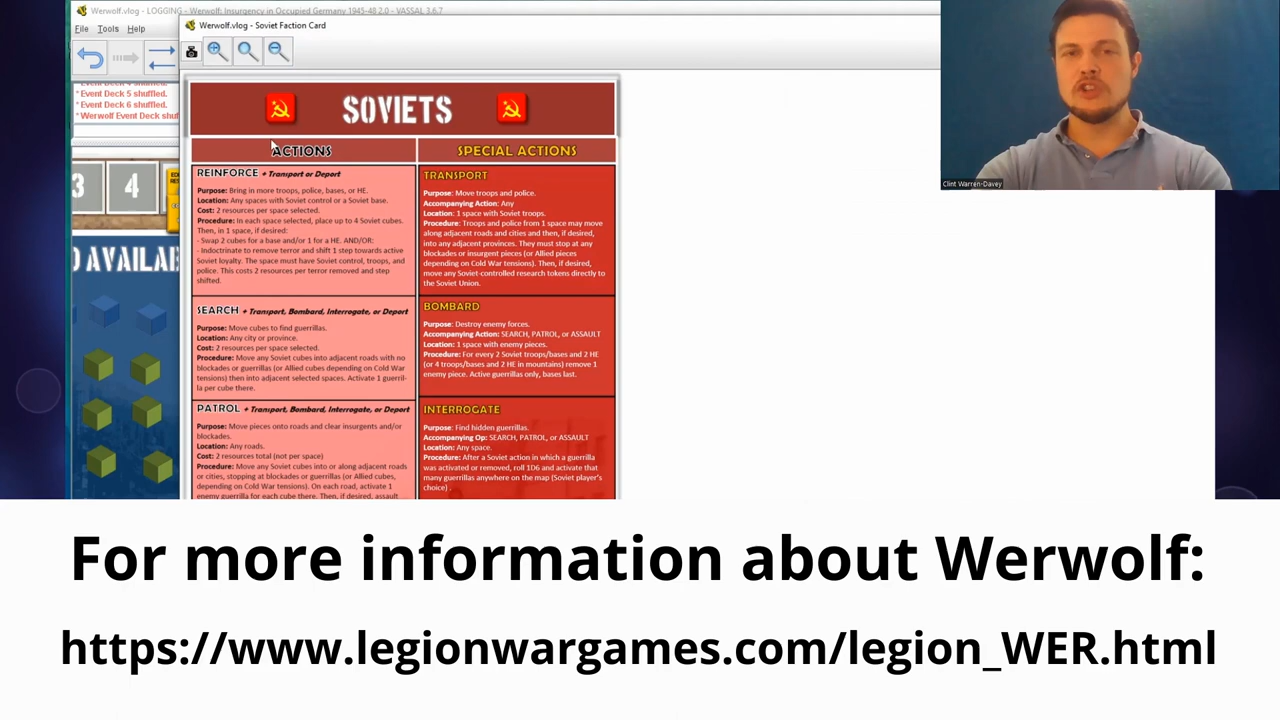 Werwolf.vlog - LOGGING - Werwolf: Insurgency in Occupied Germany 1945-48 2.0 - VASSAL 3.6.7
Werwolf.vlog - Soviet Faction Card
File Tools Help
* Event Deck 5 shuffled.
* Event Deck 6 shuffled.
* Werwolf Event Deck shuf
3 4
D AVAILAB
SOVIETS
ACTIONS
REINFORCE + Transport or Deport
Purpose: Bring in more troops, police, bases, or HE.
Location: Any spaces with Soviet control or a Soviet base.
Cost: 2 resources per space selected.
Procedure: In each space selected, place up to 4 Soviet cubes.
Then, in 1 space, if desired:
- Swap 2 cubes for a base and/or 1 for a HE. AND/OR:
- Indoctrinate to remove terror and shift 1 step towards active
Soviet loyalty. The space must have Soviet control, troops, and
police. This costs 2 resources per terror removed and step
shifted.
SEARCH + Transport, Bombard, Interrogate, or Deport
Purpose: Move cubes to find guerrillas.
Location: Any city or province.
Cost: 2 resources per space selected.
Procedure: Move any Soviet cubes into adjacent roads with no
blockades or guerrillas (or Allied cubes depending on Cold War
tensions) then into adjacent selected spaces. Activate 1 guerril-
la per cube there.
PATROL + Transport, Bombard, Interrogate, or Deport
Purpose: Move pieces onto roads and clear insurgents and/or
blockades.
Location: Any roads.
Cost: 2 resources total (not per space)
Procedure: Move any Soviet cubes into or along adjacent roads
or cities, stopping at blockades or guerrillas (or Allied cubes,
depending on Cold War tensions). On each road, activate 1
enemy guerrilla for each cube there. Then, if desired, assault
SPECIAL ACTIONS
TRANSPORT
Purpose: Move troops and police.
Accompanying Action: Any
Location: 1 space with Soviet troops.
Procedure: Troops and police from 1 space may move
along adjacent roads and cities and then, if desired,
into any adjacent provinces. They must stop at any
blockades or insurgent pieces (or Allied pieces
depending on Cold War tensions). Then, if desired,
move any Soviet-controlled research tokens directly to
the Soviet Union.
BOMBARD
Purpose: Destroy enemy forces.
Accompanying Action: SEARCH, PATROL, or ASSAULT
Location: 1 space with enemy pieces.
Procedure: For every 2 Soviet troops/bases and 2 HE
(or 4 troops/bases and 2 HE in mountains) remove 1
enemy piece. Active guerrillas only, bases last.
INTERROGATE
Purpose: Find hidden guerrillas.
Accompanying Op: SEARCH, PATROL, or ASSAULT
Location: Any space.
Procedure: After a Soviet action in which a guerrilla
was activated or removed, roll 1D6 and activate that
many guerrillas anywhere on the map (Soviet player's
choice)
Clint Warren-Davey
For more information about Werwolf:
https://www.legionwargames.com/legion_WER.html